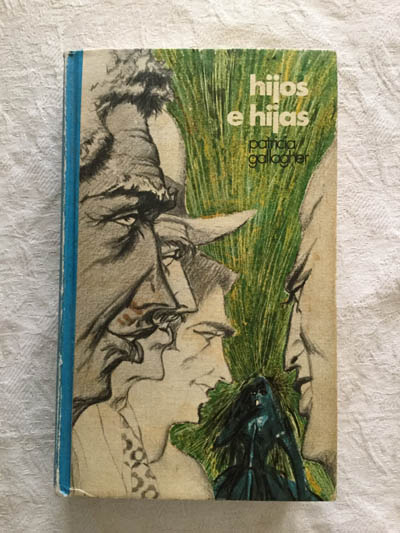 hijos
e hijas
patricia
gallagher